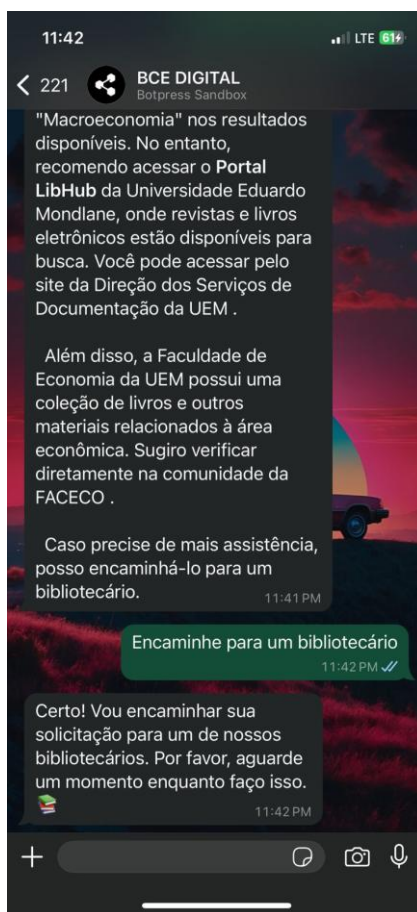 11:42
LTE 61
221
BCE DIGITAL
Botpress Sandbox
"Macroeconomia" nos resultados
disponíveis. No entanto,
recomendo acessar o Portal
LibHub da Universidade Eduardo
Mondlane, onde revistas e livros
eletrônicos estão disponíveis para
busca. Você pode acessar pelo
site da Direção dos Serviços de
Documentação da UEM .
Além disso, a Faculdade de
Economia da UEM possui uma
coleção de livros e outros
materiais relacionados à área
econômica. Sugiro verificar
diretamente na comunidade da
FACECO .
Caso precise de mais assistência,
posso encaminhá-lo para um
bibliotecário.
11:41 PM
Encaminhe para um bibliotecário
11:42 PM
Certo! Vou encaminhar sua
solicitação para um de nossos
bibliotecários. Por favor, aguarde
um momento enquanto faço isso.
11:42 PM